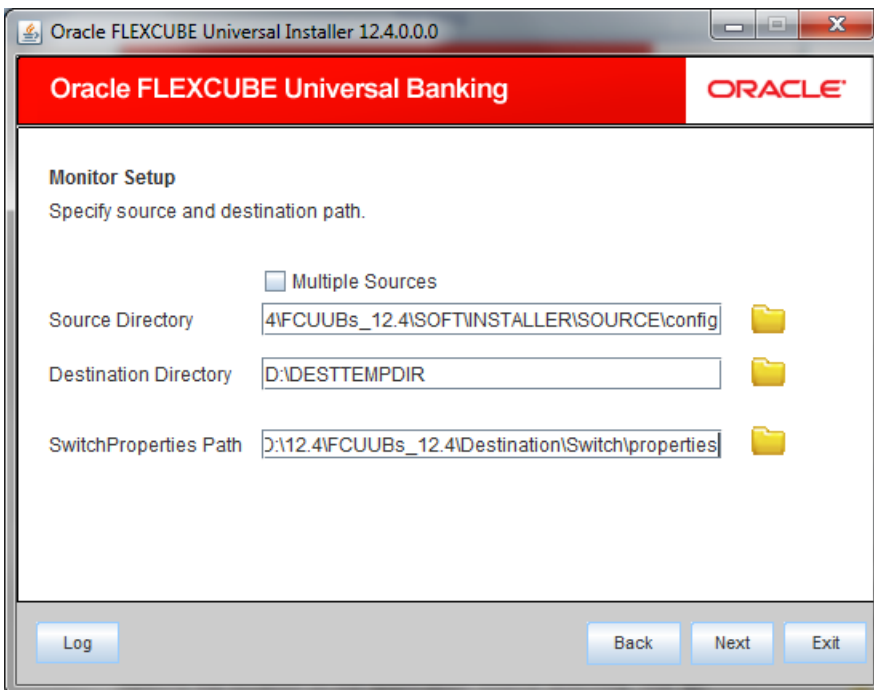 Oracle FLEXCUBE Universal Installer 12.4.0.0.0
Oracle FLEXCUBE Universal Banking
ORACLE
Monitor Setup
Specify source and destination path.
Multiple Sources
Source Directory 4\FCUUBs_12.4\SOFT\INSTALLER\SOURCE\config
Destination Directory D:\DESTTEMPDIR
SwitchProperties Path D:\12.4\FCUUBs_12.4\Destination\Switch\properties
Log Back Next Exit